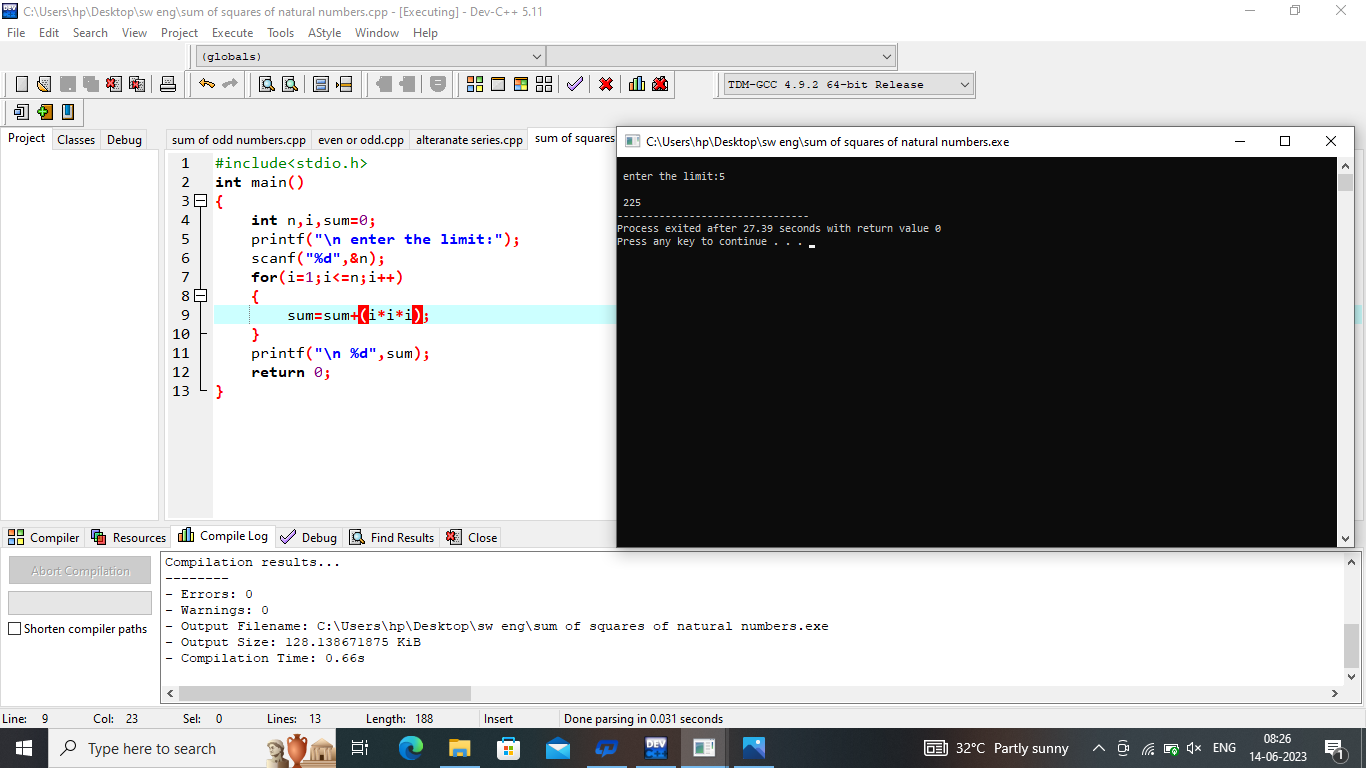 C:\Users\hp\Desktop\sw eng\sum of squares of natural numbers.cpp - [Executing] - Dev-C++ 5.11
File Edit Search View Project Execute Tools AStyle Window Help
(globals)
TDM-GCC 4.9.2 64-bit Release
Project Classes Debug
sum of odd numbers.cpp even or odd.cpp alteranate series.cpp sum of squares
1 #include<stdio.h>
2 int main()
3 {
4 int n,i,sum=0;
5 printf("\n enter the limit:");
6 scanf("%d",&n);
7 for(i=1;i<=n;i++)
8 {
9 sum=sum+(i*i*i);
10 }
11 printf("\n %d",sum);
12 return 0;
13 }
C:\Users\hp\Desktop\sw eng\sum of squares of natural numbers.exe
enter the limit:5
225
--------------------------------
Process exited after 27.39 seconds with return value 0
Press any key to continue . . .
Compiler Resources Compile Log Debug Find Results Close
Abort Compilation
Shorten compiler paths
Compilation results...
--------
- Errors: 0
- Warnings: 0
- Output Filename: C:\Users\hp\Desktop\sw eng\sum of squares of natural numbers.exe
- Output Size: 128.138671875 KiB
- Compilation Time: 0.66s
Line: 9 Col: 23 Sel: 0 Lines: 13 Length: 188 Insert Done parsing in 0.031 seconds
Type here to search
DEV
32°C Partly sunny
ENG
08:26
14-06-2023
1